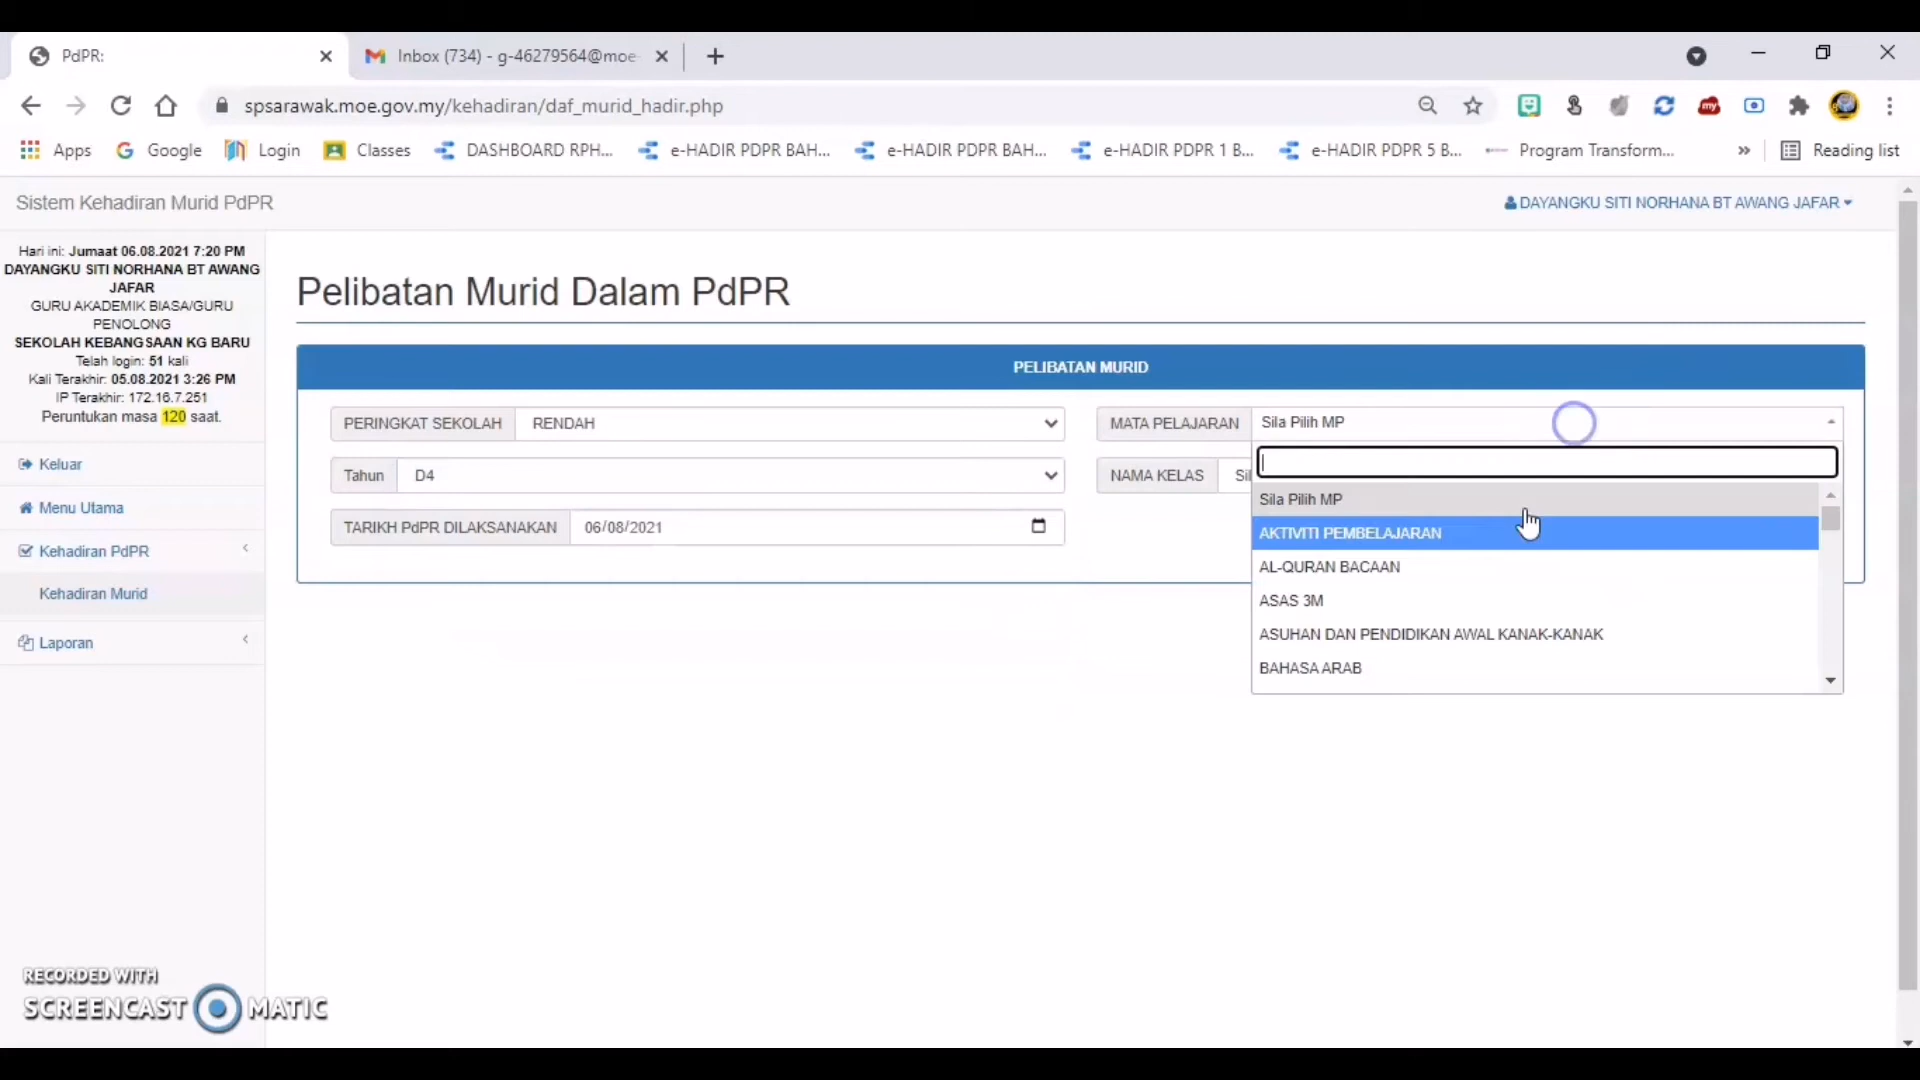 PdPR:
Inbox (734) - g-46279564@moe
spsarawak.moe.gov.my/kehadiran/daf_murid_hadir.php
Apps
Google
Login
Classes
DASHBOARD RPH...
e-HADIR PDPR BAH...
e-HADIR PDPR BAH...
e-HADIR PDPR 1 B...
e-HADIR PDPR 5 B...
Program Transform...
»
Reading list
Sistem Kehadiran Murid PdPR
DAYANGKU SITI NORHANA BT AWANG JAFAR
Hari ini: Jumaat 06.08.2021 7:20 PM
DAYANGKU SITI NORHANA BT AWANG
JAFAR
GURU AKADEMIK BIASA/GURU
PENOLONG
SEKOLAH KEBANGSAAN KG BARU
Telah login: 51 kali
Kali Terakhir: 05.08.2021 3:26 PM
IP Terakhir: 172.16.7.251
Peruntukan masa 120 saat.
Keluar
Menu Utama
Kehadiran PdPR
Kehadiran Murid
Laporan
Pelibatan Murid Dalam PdPR
PELIBATAN MURID
PERINGKAT SEKOLAH RENDAH
Tahun D4
TARIKH PdPR DILAKSANAKAN 06/08/2021
MATA PELAJARAN Sila Pilih MP
NAMA KELAS Sil
Sila Pilih MP
AKTIVITI PEMBELAJARAN
AL-QURAN BACAAN
ASAS 3M
ASUHAN DAN PENDIDIKAN AWAL KANAK-KANAK
BAHASA ARAB
RECORDED WITH
SCREENCAST MATIC